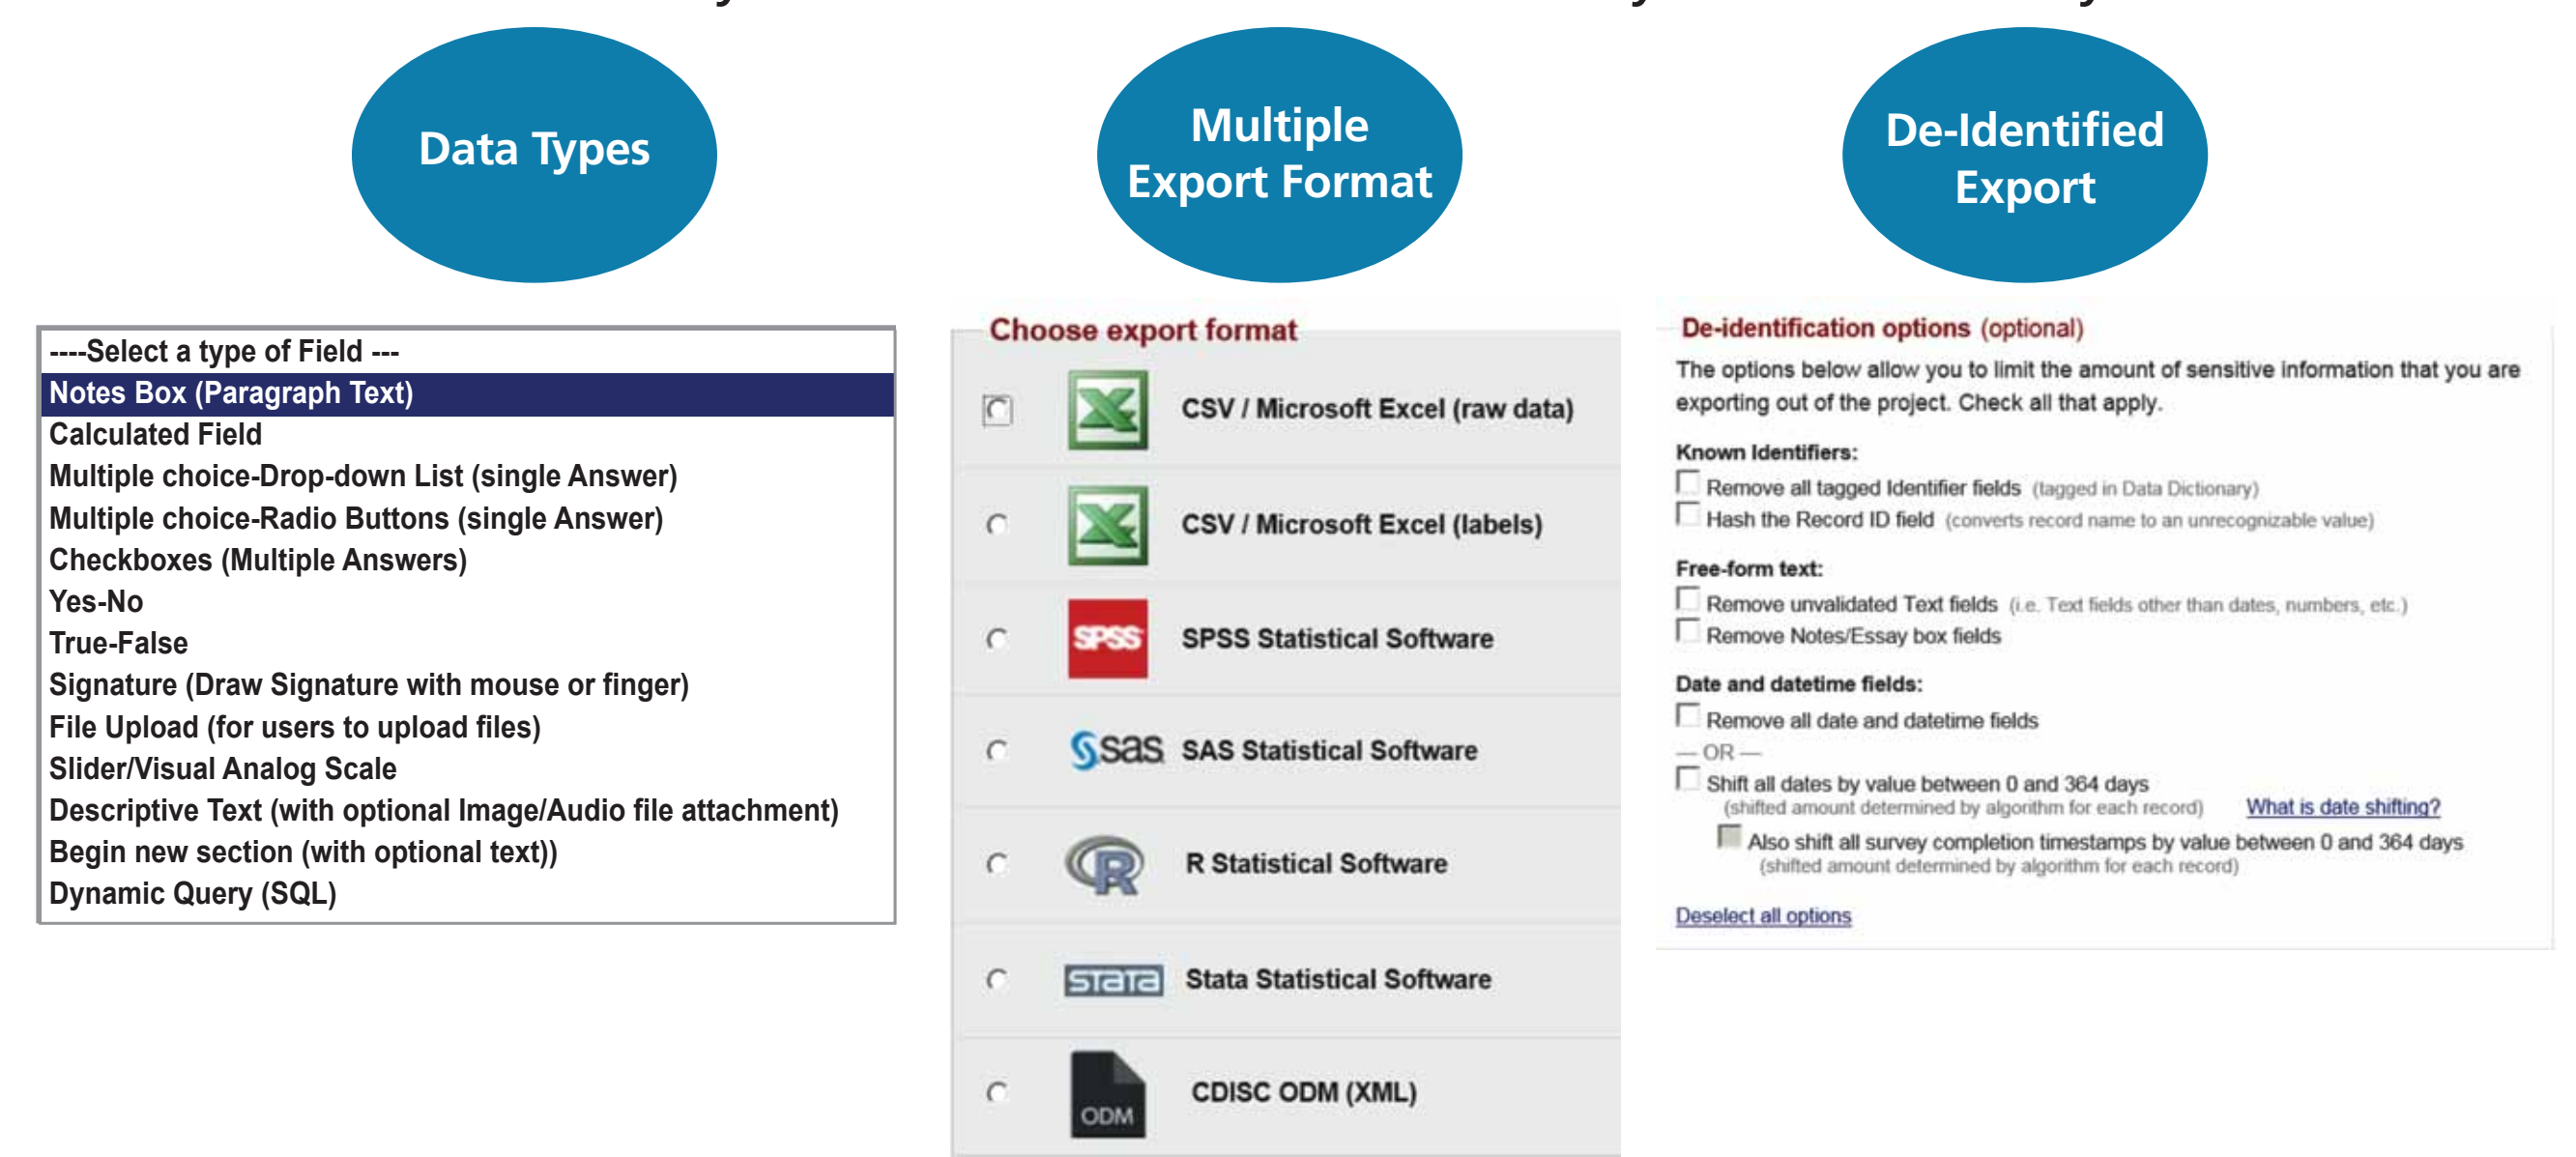 Data Types
Multiple
Export Format
De-Identified
Export
----Select a type of Field ---
Notes Box (Paragraph Text)
Calculated Field
Multiple choice-Drop-down List (single Answer)
Multiple choice-Radio Buttons (single Answer)
Checkboxes (Multiple Answers)
Yes-No
True-False
Signature (Draw Signature with mouse or finger)
File Upload (for users to upload files)
Slider/Visual Analog Scale
Descriptive Text (with optional Image/Audio file attachment)
Begin new section (with optional text))
Dynamic Query (SQL)
Choose export format
CSV / Microsoft Excel (raw data)
CSV / Microsoft Excel (labels)
SPSS SPSS Statistical Software
sas SAS Statistical Software
R R Statistical Software
STATA Stata Statistical Software
ODM CDISC ODM (XML)
De-identification options (optional)
The options below allow you to limit the amount of sensitive information that you are
exporting out of the project. Check all that apply.
Known Identifiers:
Remove all tagged Identifier fields (tagged in Data Dictionary)
Hash the Record ID field (converts record name to an unrecognizable value)
Free-form text:
Remove unvalidated Text fields (i.e. Text fields other than dates, numbers, etc.)
Remove Notes/Essay box fields
Date and datetime fields:
Remove all date and datetime fields
— OR —
Shift all dates by value between 0 and 364 days
(shifted amount determined by algorithm for each record) What is date shifting?
Also shift all survey completion timestamps by value between 0 and 364 days
(shifted amount determined by algorithm for each record)
Deselect all options